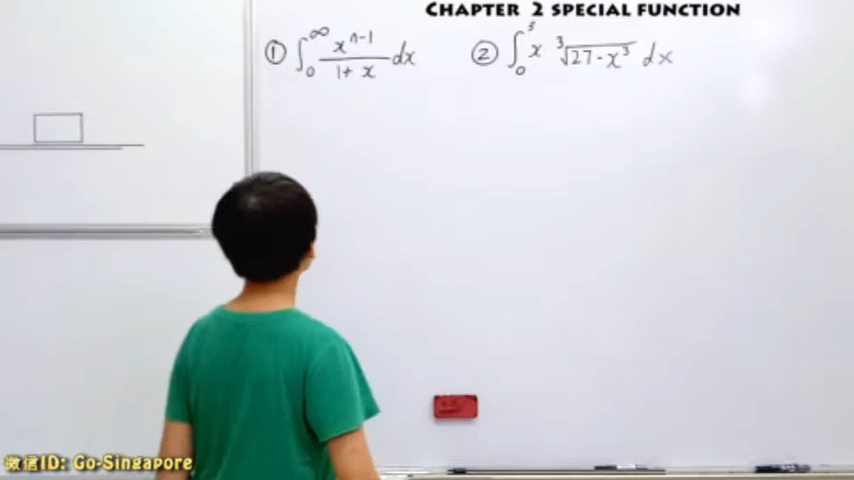 CHAPTER 2 SPECIAL FUNCTION
① ∫₀^∞ x^(n-1)/(1+x) dx ② ∫₀³ x ∛(27-x³) dx
微信ID: Go-Singapore